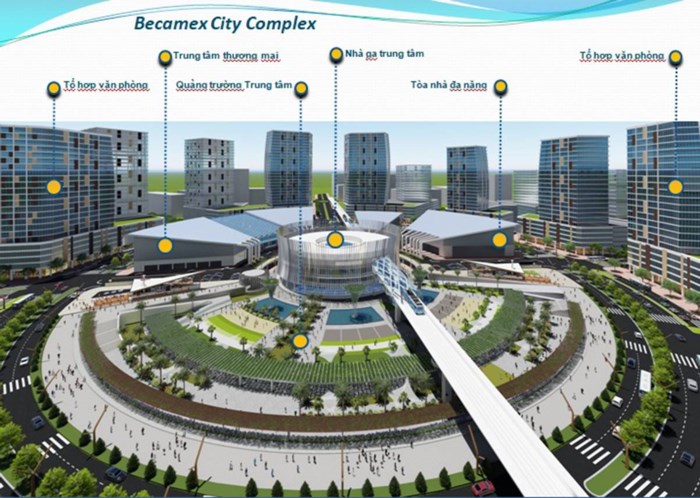 Becamex City Complex
Trung tâm thương mại
Nhà ga trung tâm
Tổ hợp văn phòng
Tổ hợp văn phòng
Quảng trường Trung tâm
Tòa nhà đa năng